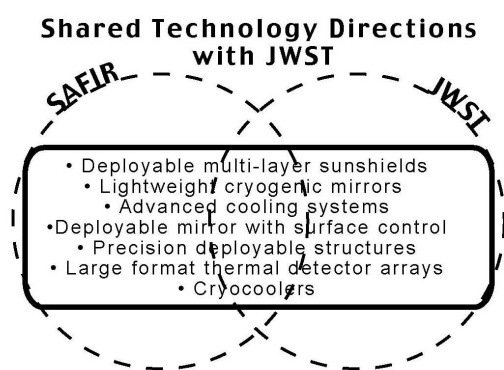 Shared Technology Directions
with JWST
SAFIR
JWST
• Deployable multi-layer sunshields
• Lightweight cryogenic mirrors
• Advanced cooling systems
•Deployable mirror with surface control
• Precision deployable structures
• Large format thermal detector arrays
• Cryocoolers